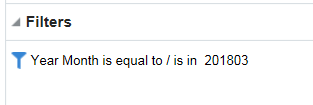 Filters
Year Month is equal to / is in 201803